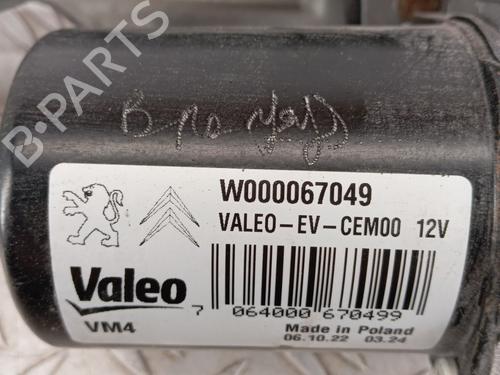 B-PARTS
W000067049
VALEO-EV-CEM00 12V
Valeo
VM4
7 064000 670499
Made in Poland
06.10.22 03.24